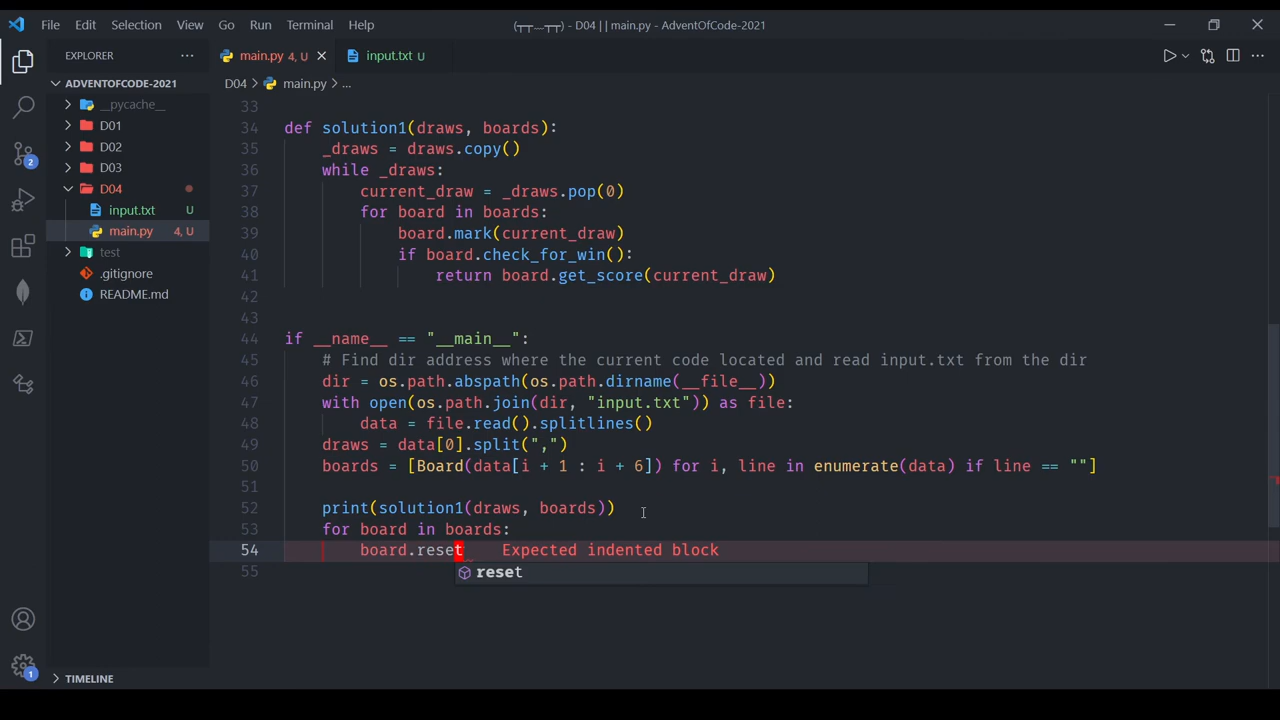 File Edit Selection View Go Run Terminal Help (┬┬﹏┬┬) - D04 | | main.py - AdventOfCode-2021
EXPLORER ··· main.py 4, U input.txt U
ADVENTOFCODE-2021 D04 > main.py > ...
__pycache__
D01
D02
D03
D04
input.txt U
main.py 4, U
test
.gitignore
README.md
33
34 def solution1(draws, boards):
35 _draws = draws.copy()
36 while _draws:
37 current_draw = _draws.pop(0)
38 for board in boards:
39 board.mark(current_draw)
40 if board.check_for_win():
41 return board.get_score(current_draw)
42
43
44 if __name__ == "__main__":
45 # Find dir address where the current code located and read input.txt from the dir
46 dir = os.path.abspath(os.path.dirname(__file__))
47 with open(os.path.join(dir, "input.txt")) as file:
48 data = file.read().splitlines()
49 draws = data[0].split(",")
50 boards = [Board(data[i + 1 : i + 6]) for i, line in enumerate(data) if line == ""]
51
52 print(solution1(draws, boards))
53 for board in boards:
54 board.reset Expected indented block
reset
55
2
1
TIMELINE